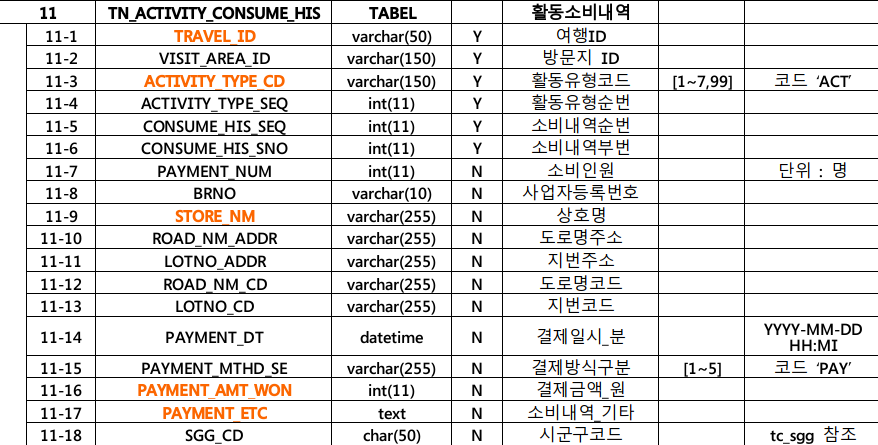 11 TN_ACTIVITY_CONSUME_HIS TABEL 활동소비내역
11-1 TRAVEL_ID varchar(50) Y 여행ID
11-2 VISIT_AREA_ID varchar(150) Y 방문지 ID
11-3 ACTIVITY_TYPE_CD varchar(150) Y 활동유형코드 [1~7,99] 코드 ‘ACT’
11-4 ACTIVITY_TYPE_SEQ int(11) Y 활동유형순번
11-5 CONSUME_HIS_SEQ int(11) Y 소비내역순번
11-6 CONSUME_HIS_SNO int(11) Y 소비내역부번
11-7 PAYMENT_NUM int(11) N 소비인원 단위 : 명
11-8 BRNO varchar(10) N 사업자등록번호
11-9 STORE_NM varchar(255) N 상호명
11-10 ROAD_NM_ADDR varchar(255) N 도로명주소
11-11 LOTNO_ADDR varchar(255) N 지번주소
11-12 ROAD_NM_CD varchar(255) N 도로명코드
11-13 LOTNO_CD varchar(255) N 지번코드
11-14 PAYMENT_DT datetime N 결제일시_분 YYYY-MM-DD
HH:MI
11-15 PAYMENT_MTHD_SE varchar(255) N 결제방식구분 [1~5] 코드 ‘PAY’
11-16 PAYMENT_AMT_WON int(11) N 결제금액_원
11-17 PAYMENT_ETC text N 소비내역_기타
11-18 SGG_CD char(50) N 시군구코드 tc_sgg 참조